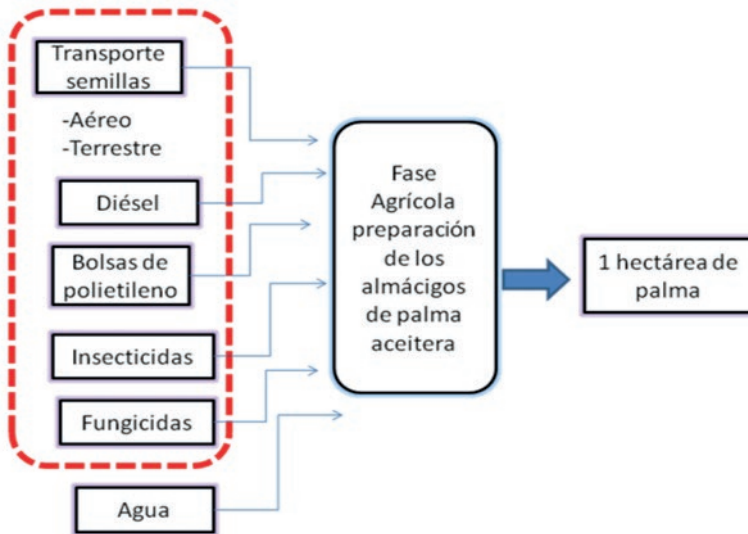 Transporte
semillas
-Aéreo
-Terrestre
Diésel
Bolsas de
polietileno
Insecticidas
Fungicidas
Agua
Fase
Agrícola
preparación
de los
almácigos
de palma
aceitera
1 hectárea de
palma